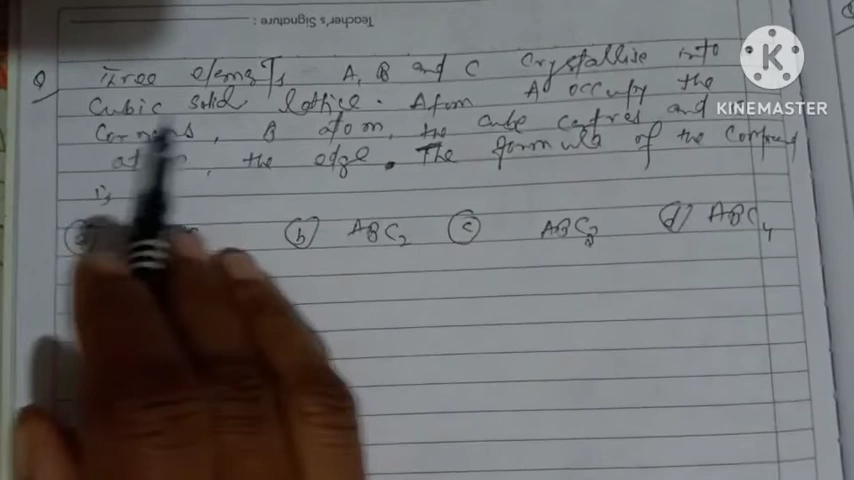 Teacher's Signature :
K
KINEMASTER
Q Three elemsTs A, B and C Crystallise into
Cubic solid lattice. Atom A occupy the
Corners, B atom, the cube centres and
the edge. The formula of the compound
is
(a) (b) ABC2 (c) ABC3 (d) ABC4